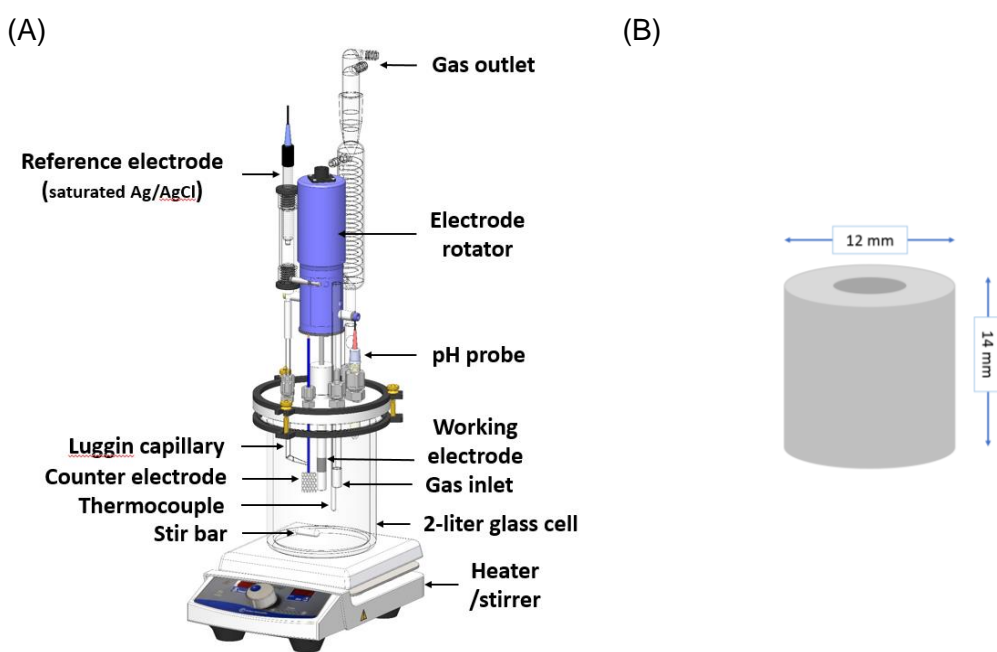 (A)
(B)
Gas outlet
Reference electrode
(saturated Ag/AgCl)
Electrode
rotator
12 mm
14 mm
pH probe
Working
electrode
Luggin capillary
Counter electrode
Gas inlet
Thermocouple
2-liter glass cell
Stir bar
Heater
/stirrer